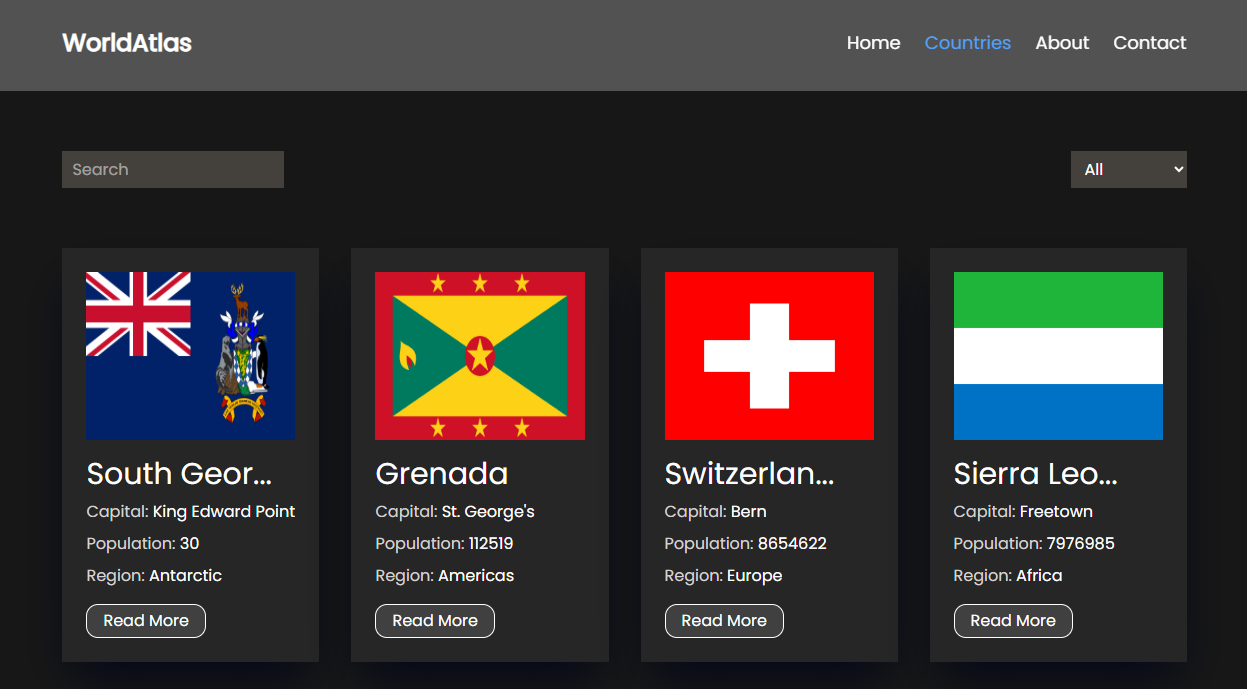 WorldAtlas
Home Countries About Contact
Search
All
South Geor...
Capital: King Edward Point
Population: 30
Region: Antarctic
Read More
Grenada
Capital: St. George's
Population: 112519
Region: Americas
Read More
Switzerlan...
Capital: Bern
Population: 8654622
Region: Europe
Read More
Sierra Leo...
Capital: Freetown
Population: 7976985
Region: Africa
Read More